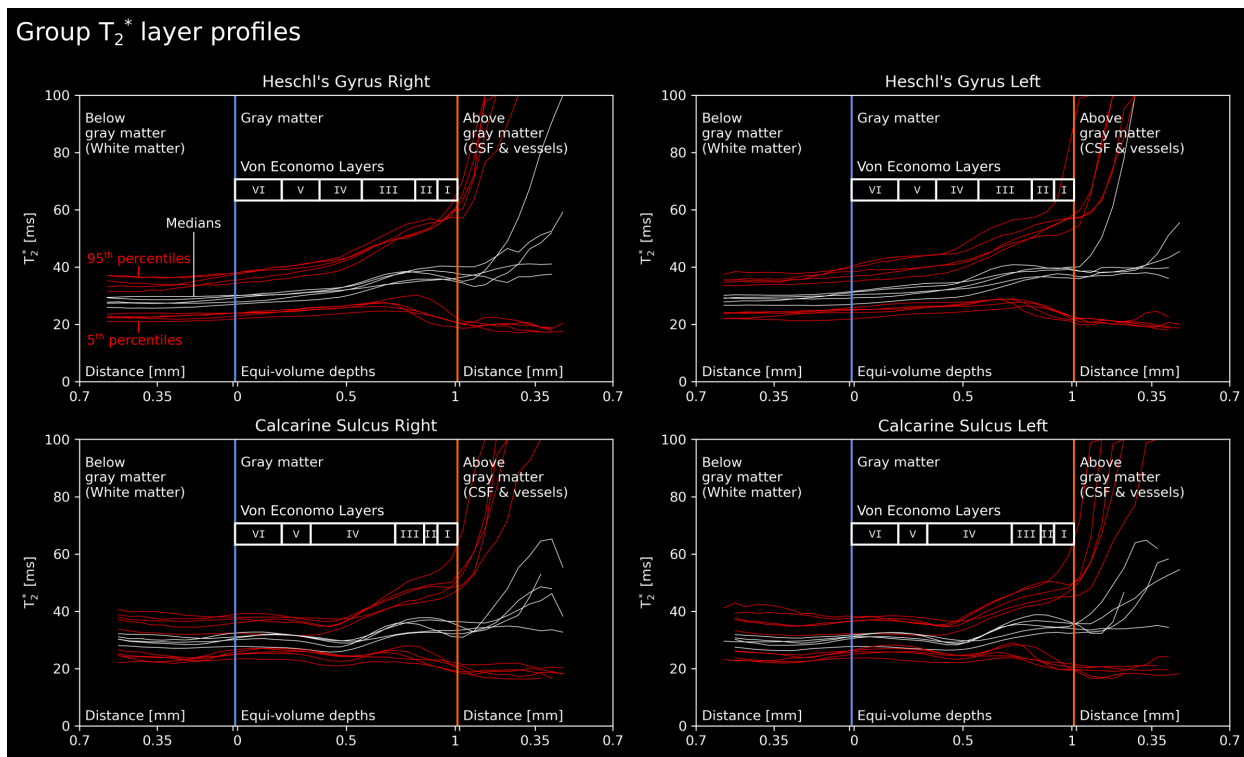 Group T₂* layer profiles
Heschl's Gyrus Right
100
80
60
40
20
0
T₂* [ms]
Below
gray matter
(White matter)
Gray matter
Above
gray matter
(CSF & vessels)
Von Economo Layers
VI V IV III II I
Medians
95th percentiles
5th percentiles
Distance [mm]
Equi-volume depths
Distance [mm]
0.7 0.35 0 0.5 1 0.35 0.7
Heschl's Gyrus Left
100
80
60
40
20
0
T₂* [ms]
Below
gray matter
(White matter)
Gray matter
Above
gray matter
(CSF & vessels)
Von Economo Layers
VI V IV III II I
Distance [mm]
Equi-volume depths
Distance [mm]
0.7 0.35 0 0.5 1 0.35 0.7
Calcarine Sulcus Right
100
80
60
40
20
0
T₂* [ms]
Below
gray matter
(White matter)
Gray matter
Above
gray matter
(CSF & vessels)
Von Economo Layers
VI V IV III II I
Distance [mm]
Equi-volume depths
Distance [mm]
0.7 0.35 0 0.5 1 0.35 0.7
Calcarine Sulcus Left
100
80
60
40
20
0
T₂* [ms]
Below
gray matter
(White matter)
Gray matter
Above
gray matter
(CSF & vessels)
Von Economo Layers
VI V IV III II I
Distance [mm]
Equi-volume depths
Distance [mm]
0.7 0.35 0 0.5 1 0.35 0.7